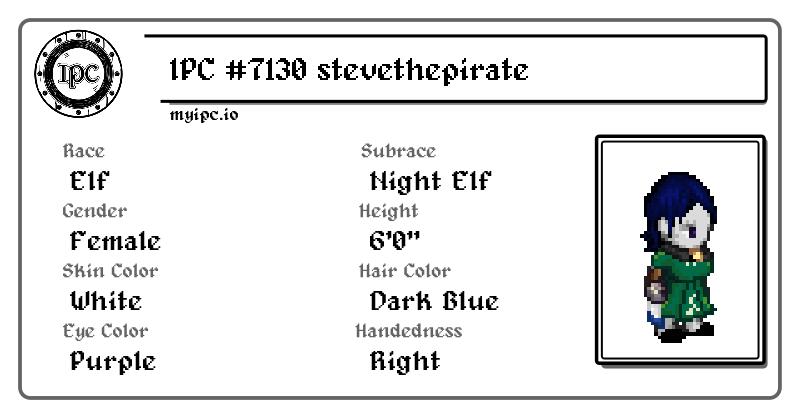 IPC
IPC #7130 stevethepirate
myipc.io
Race
Elf
Subrace
Night Elf
Gender
Female
Height
6'0"
Skin Color
White
Hair Color
Dark Blue
Eye Color
Purple
Handedness
Right